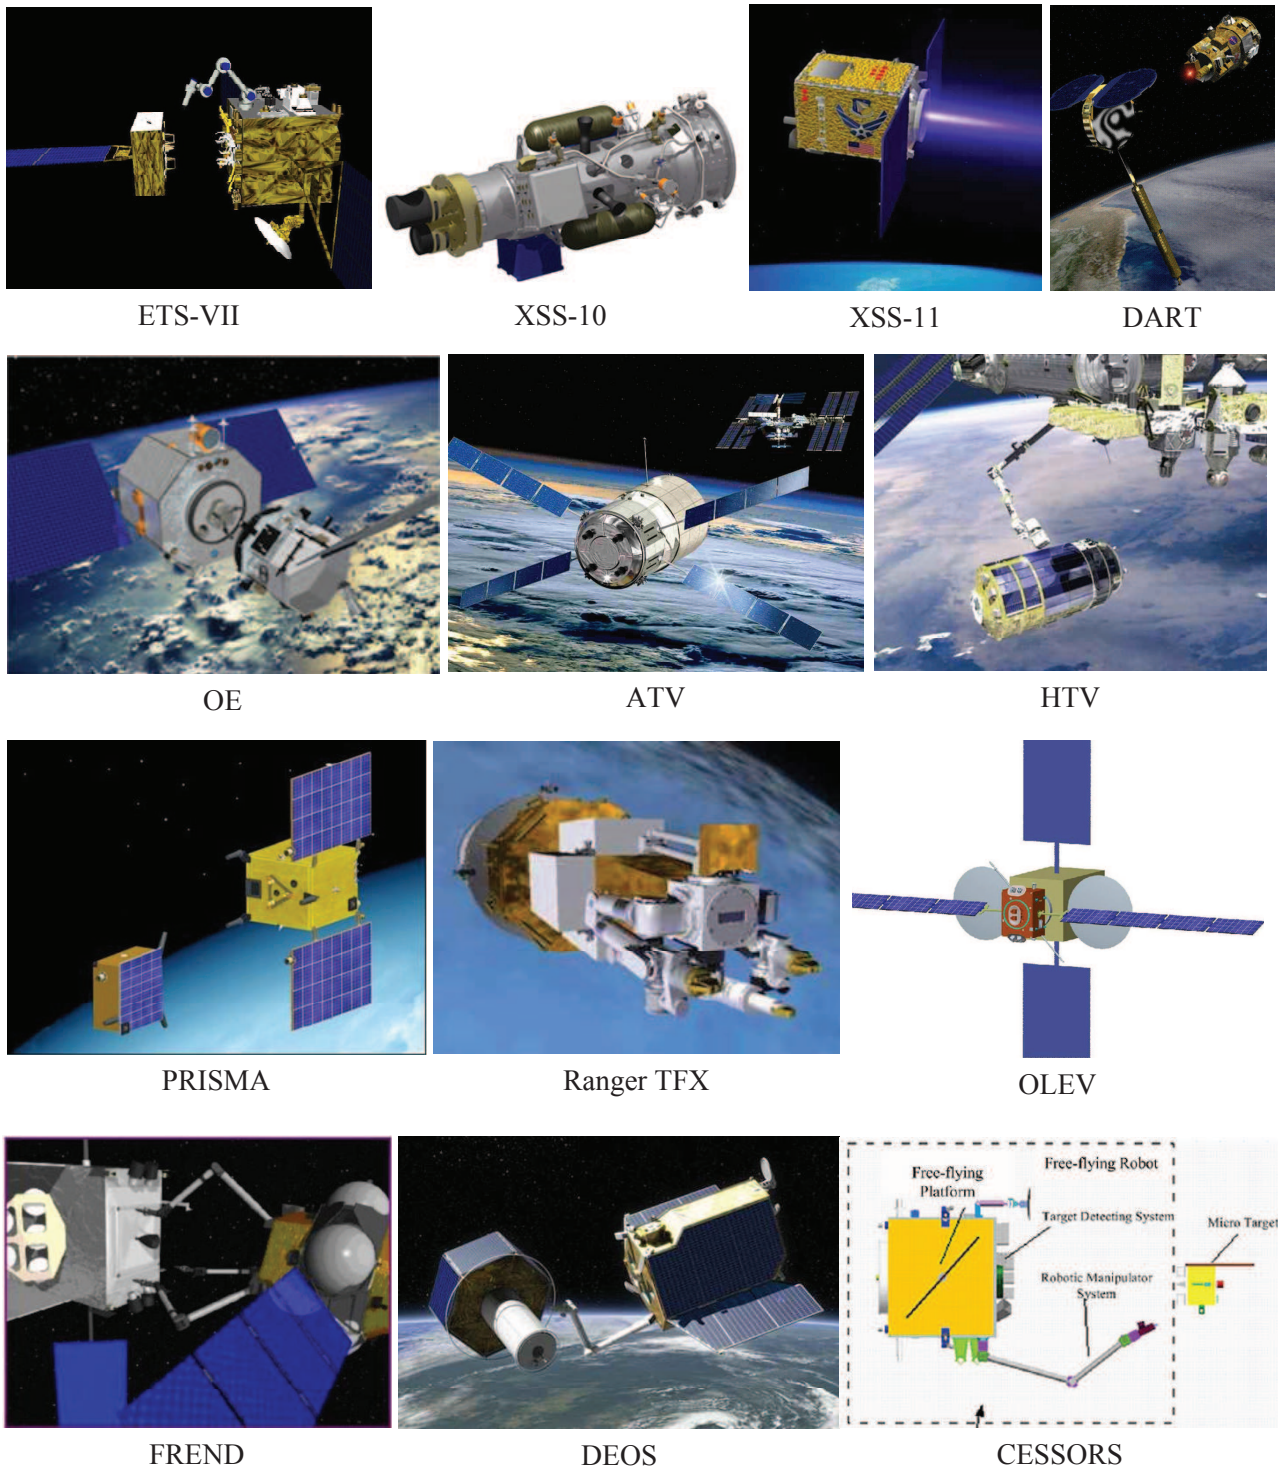 ETS-VII
XSS-10
XSS-11
DART
OE
ATV
HTV
PRISMA
Ranger TFX
OLEV
Free-flying
Platform
Free-flying Robot
Target Detecting System
Micro Target
Robotic Manipulator
System
FREND
DEOS
CESSORS